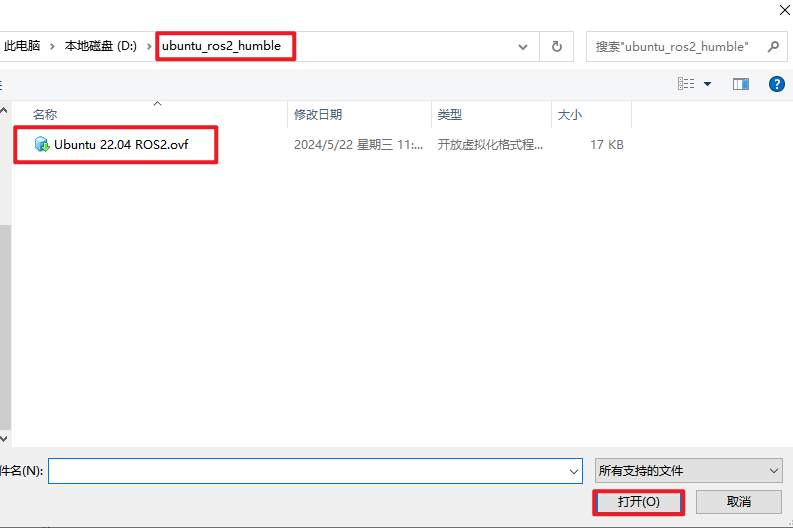 此电脑 › 本地磁盘 (D:) › ubuntu_ros2_humble
搜索"ubuntu_ros2_humble"
名称 修改日期 类型 大小
Ubuntu 22.04 ROS2.ovf 2024/5/22 星期三 11:... 开放虚拟化格式程... 17 KB
件名(N): 所有支持的文件
打开(O) 取消